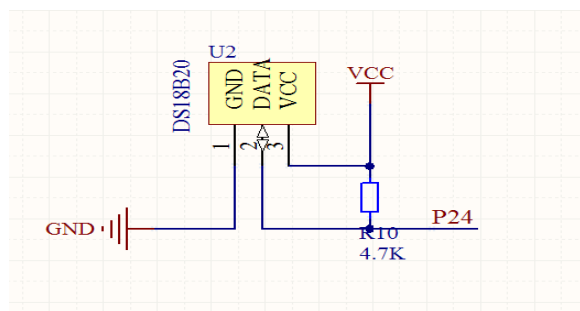 U2
DS18B20
GND
DATA
VCC
1
2
3
VCC
GND
P24
R10
4.7K